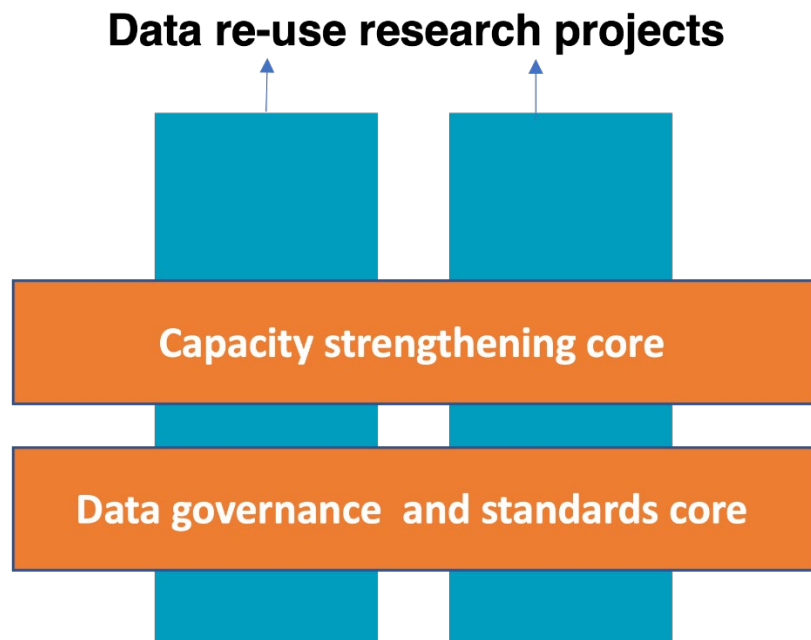 Data re-use research projects
Capacity strengthening core
Data governance  and standards core